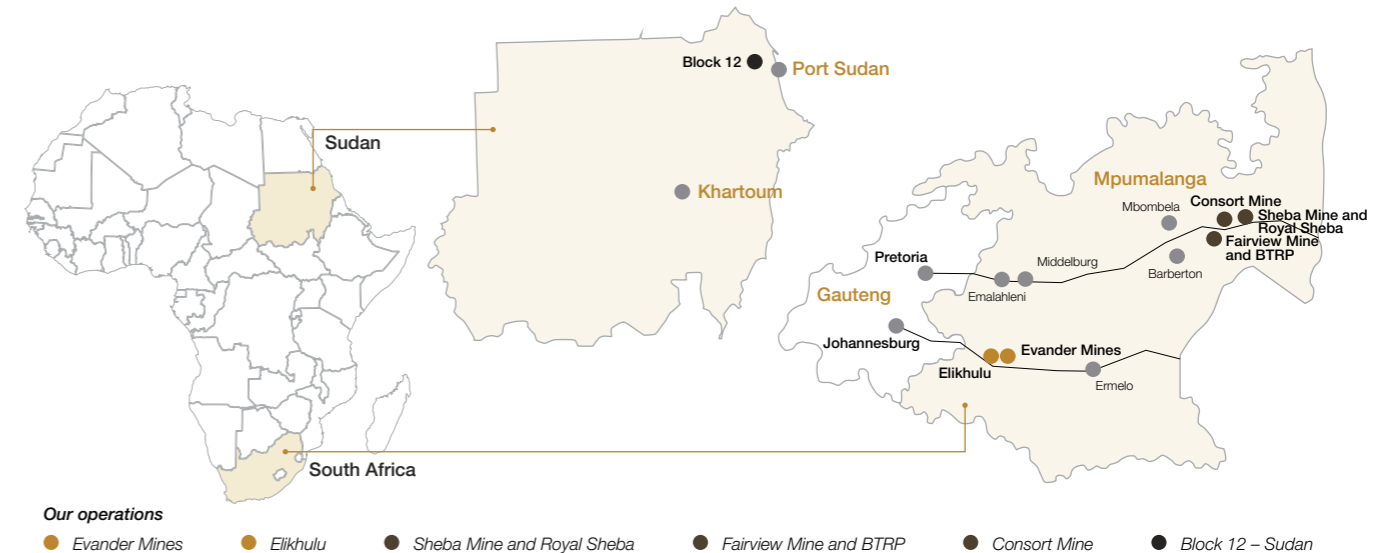 Sudan
South Africa
Block 12
Port Sudan
Khartoum
Mpumalanga
Mbombela
Consort Mine
Sheba Mine and
Royal Sheba
Fairview Mine
and BTRP
Barberton
Pretoria
Middelburg
Emalahleni
Gauteng
Johannesburg
Evander Mines
Elikhulu
Ermelo
Our operations
Evander Mines Elikhulu Sheba Mine and Royal Sheba Fairview Mine and BTRP Consort Mine Block 12 – Sudan